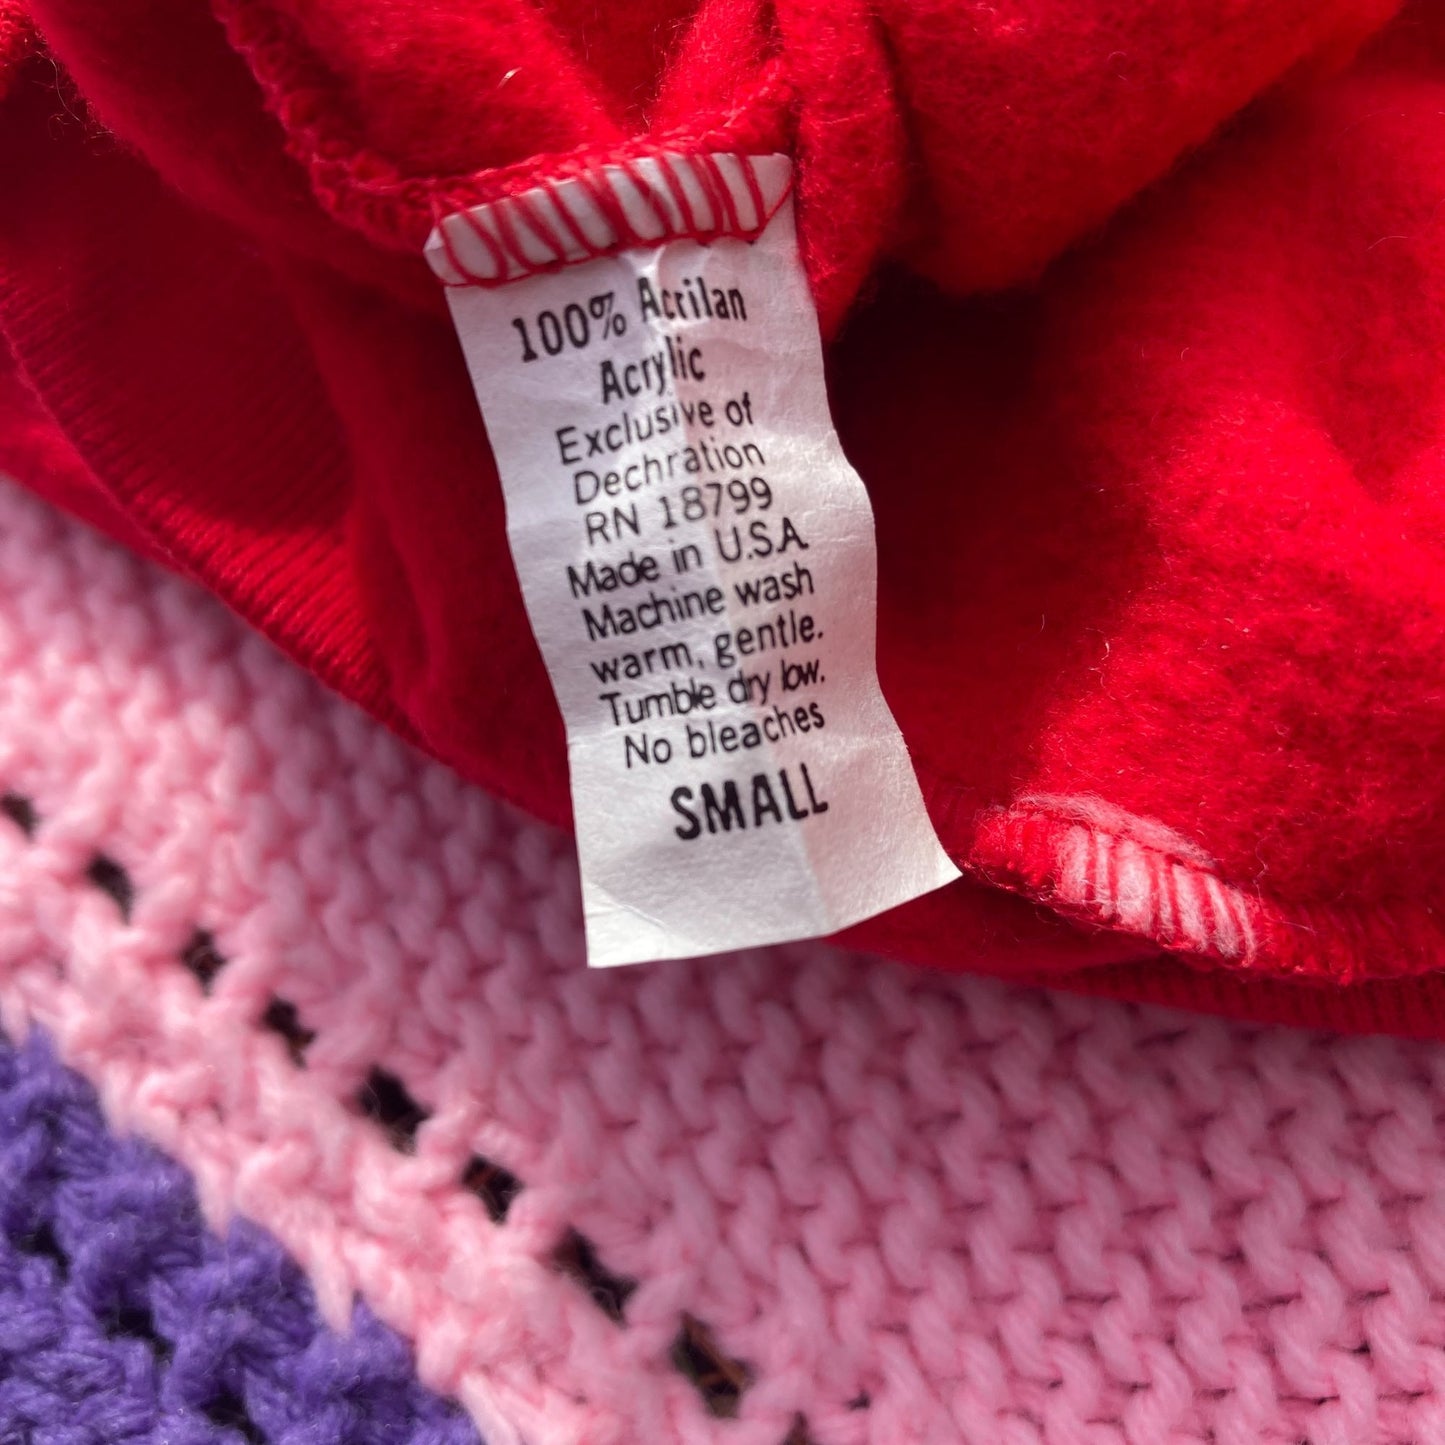 100% Acrilan
Acrylic
Exclusive of
Dechration
RN 18799
Made in U.S.A.
Machine wash
warm, gentle.
Tumble dry low.
No bleaches
SMALL